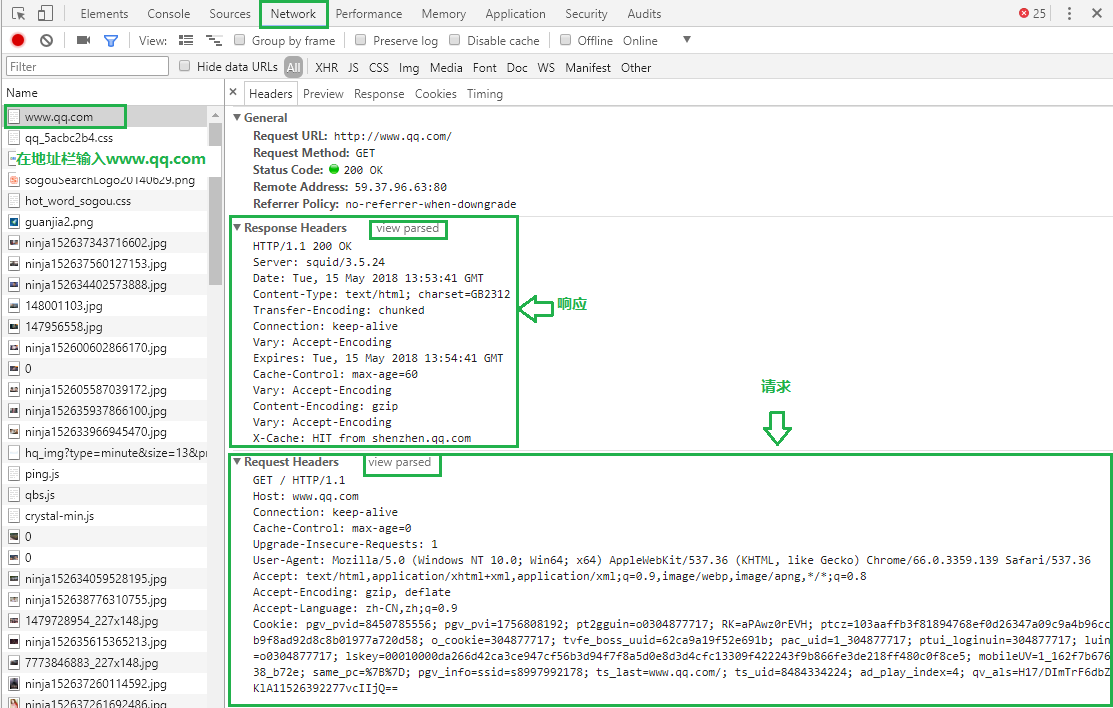 Elements Console Sources Network Performance Memory Application Security Audits 25
View: Group by frame Preserve log Disable cache Offline Online
Filter Hide data URLs All XHR JS CSS Img Media Font Doc WS Manifest Other
Name
www.qq.com
qq_5acbc2b4.css
在地址栏输入www.qq.com
sogouSearchLogo20140629.png
hot_word_sogou.css
guanjia2.png
ninja152637343716602.jpg
ninja152637560127153.jpg
ninja152634402573888.jpg
148001103.jpg
147956558.jpg
ninja152600602866170.jpg
0
ninja152605587039172.jpg
ninja152635937866100.jpg
ninja152633966945470.jpg
hq_img?type=minute&size=13&pr
ping.js
qbs.js
crystal-min.js
0
0
ninja152634059528195.jpg
ninja152638776310755.jpg
1479728954_227x148.jpg
ninja152635615365213.jpg
7773846883_227x148.jpg
ninja152637260114592.jpg
ninja152637261692486.jpg
Headers Preview Response Cookies Timing
General
Request URL: http://www.qq.com/
Request Method: GET
Status Code: 200 OK
Remote Address: 59.37.96.63:80
Referrer Policy: no-referrer-when-downgrade
Response Headers view parsed
HTTP/1.1 200 OK
Server: squid/3.5.24
Date: Tue, 15 May 2018 13:53:41 GMT
Content-Type: text/html; charset=GB2312
Transfer-Encoding: chunked
Connection: keep-alive
Vary: Accept-Encoding
Expires: Tue, 15 May 2018 13:54:41 GMT
Cache-Control: max-age=60
Vary: Accept-Encoding
Content-Encoding: gzip
Vary: Accept-Encoding
X-Cache: HIT from shenzhen.qq.com
响应
请求
Request Headers view parsed
GET / HTTP/1.1
Host: www.qq.com
Connection: keep-alive
Cache-Control: max-age=0
Upgrade-Insecure-Requests: 1
User-Agent: Mozilla/5.0 (Windows NT 10.0; Win64; x64) AppleWebKit/537.36 (KHTML, like Gecko) Chrome/66.0.3359.139 Safari/537.36
Accept: text/html,application/xhtml+xml,application/xml;q=0.9,image/webp,image/apng,*/*;q=0.8
Accept-Encoding: gzip, deflate
Accept-Language: zh-CN,zh;q=0.9
Cookie: pgv_pvid=8450785556; pgv_pvi=1756808192; pt2gguin=o0304877717; RK=aPAwz0rEVH; ptcz=103aaffb3f81894768ef0d26347a09c9a4b96cc
b9f8ad92d8c8b01977a720d58; o_cookie=304877717; tvfe_boss_uuid=62ca9a19f52e691b; pac_uid=1_304877717; ptui_loginuin=304877717; luin
=o0304877717; lskey=00010000da266d42ca3ce947cf56b3d94f7f8a5d0e8d3d4cfc13309f422243f9b866fe3de218ff480c0f8ce5; mobileUV=1_162f7b676
38_b72e; same_pc=%7B%7D; pgv_info=ssid=s8997992178; ts_last=www.qq.com/; ts_uid=8484334224; ad_play_index=4; qv_als=H17/DImTrF6dbZ
KlA11526392277vcIIjQ==